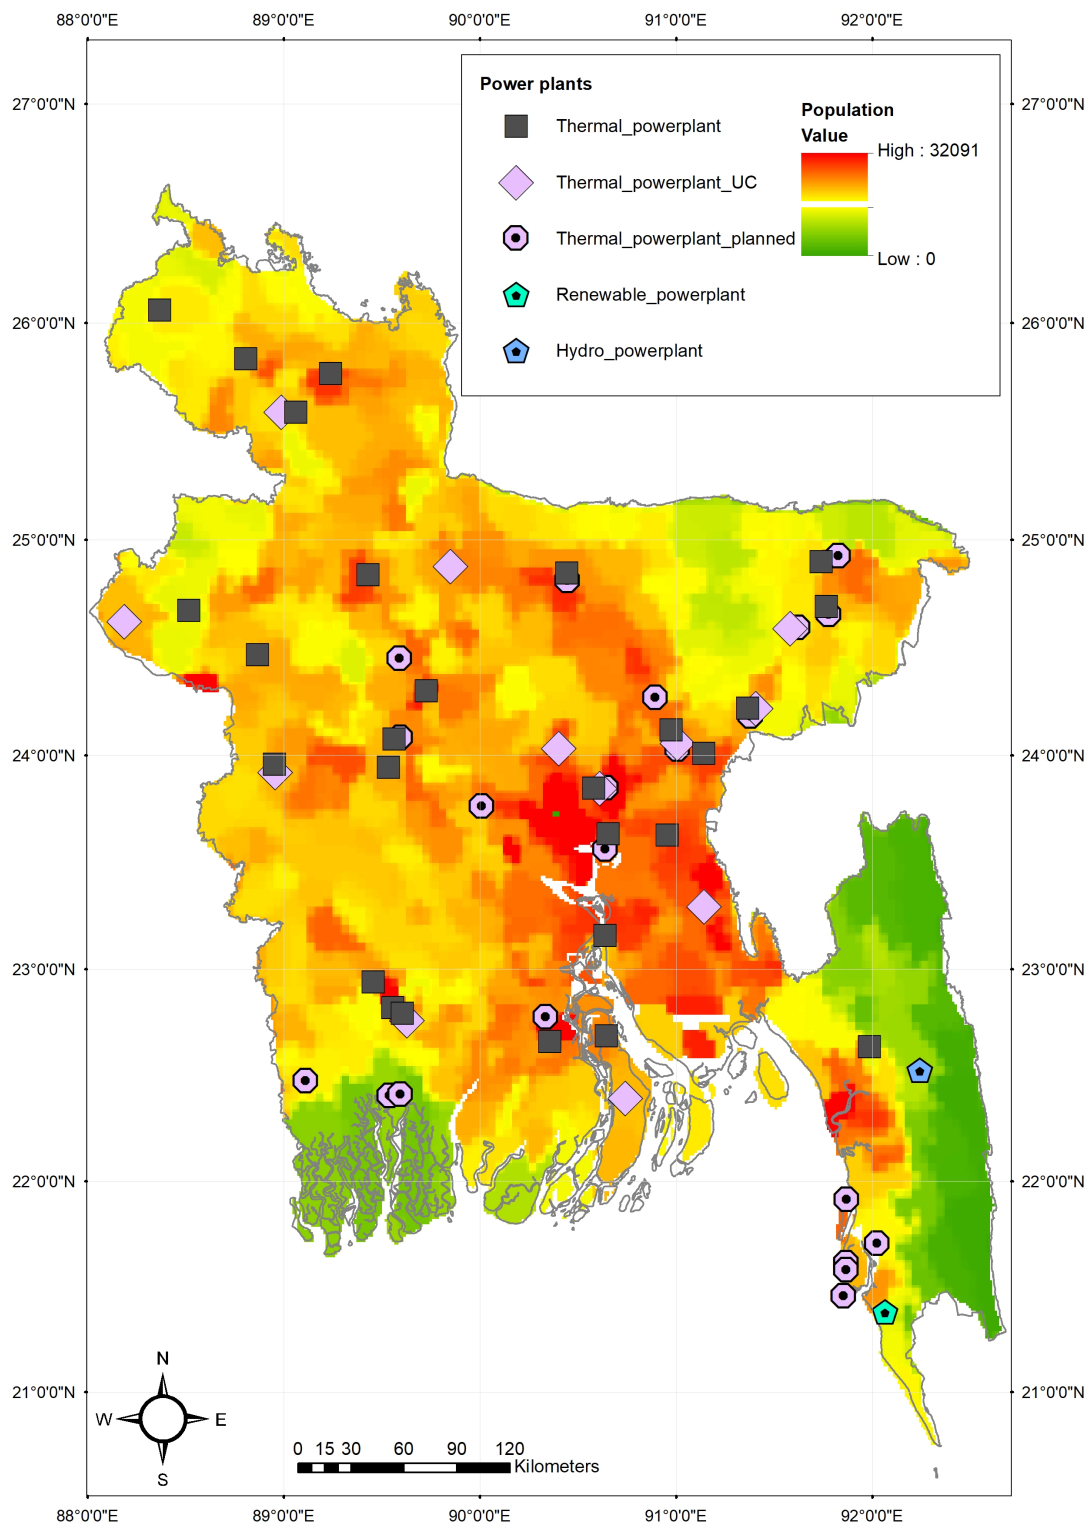 88°0'0"E 89°0'0"E 90°0'0"E 91°0'0"E 92°0'0"E
27°0'0"N 27°0'0"N
Power plants
Thermal_powerplant
Thermal_powerplant_UC
Thermal_powerplant_planned
Renewable_powerplant
Hydro_powerplant
Population
Value
High : 32091
Low : 0
26°0'0"N 26°0'0"N
25°0'0"N 25°0'0"N
24°0'0"N 24°0'0"N
23°0'0"N 23°0'0"N
22°0'0"N 22°0'0"N
21°0'0"N 21°0'0"N
N
W E
S
0 15 30 60 90 120
Kilometers
88°0'0"E 89°0'0"E 90°0'0"E 91°0'0"E 92°0'0"E